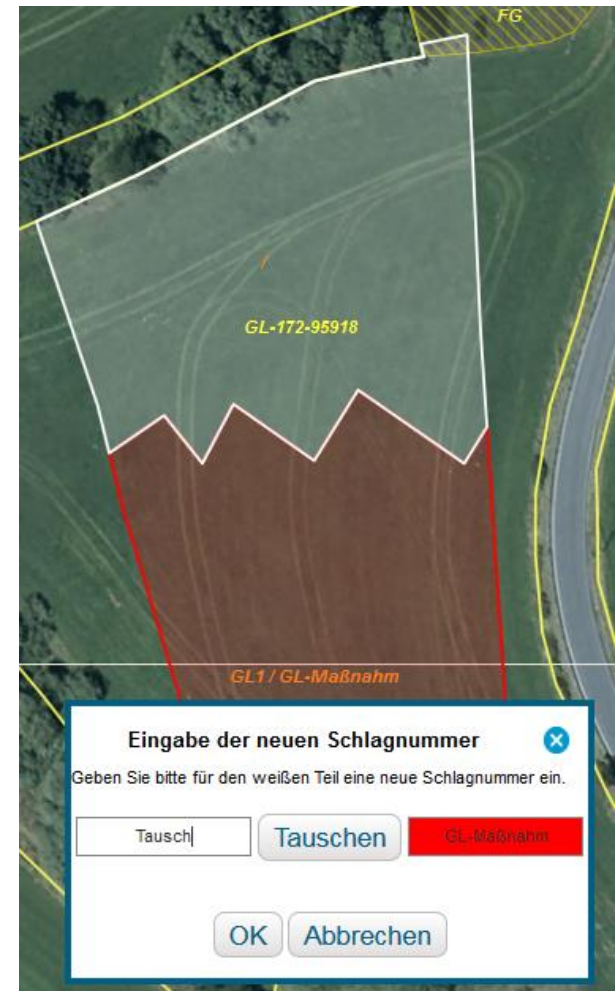 FG
/
GL-172-95918
GL1 / GL-Maßnahm
Eingabe der neuen Schlagnummer
Geben Sie bitte für den weißen Teil eine neue Schlagnummer ein.
Tausch Tauschen GL-Maßnahm
OK Abbrechen